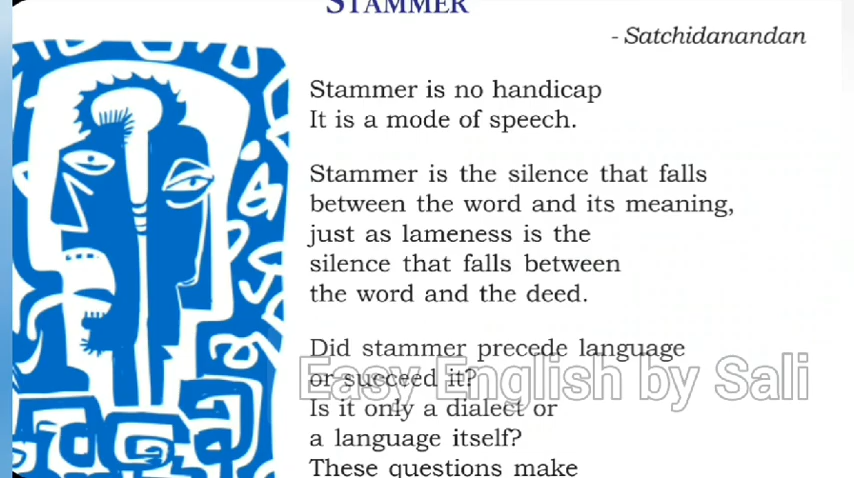 STAMMER
- Satchidanandan
Stammer is no handicap
It is a mode of speech.
Stammer is the silence that falls
between the word and its meaning,
just as lameness is the
silence that falls between
the word and the deed.
Did stammer precede language
or succeed it?
Easy English by Sali
Is it only a dialect or
a language itself?
These questions make